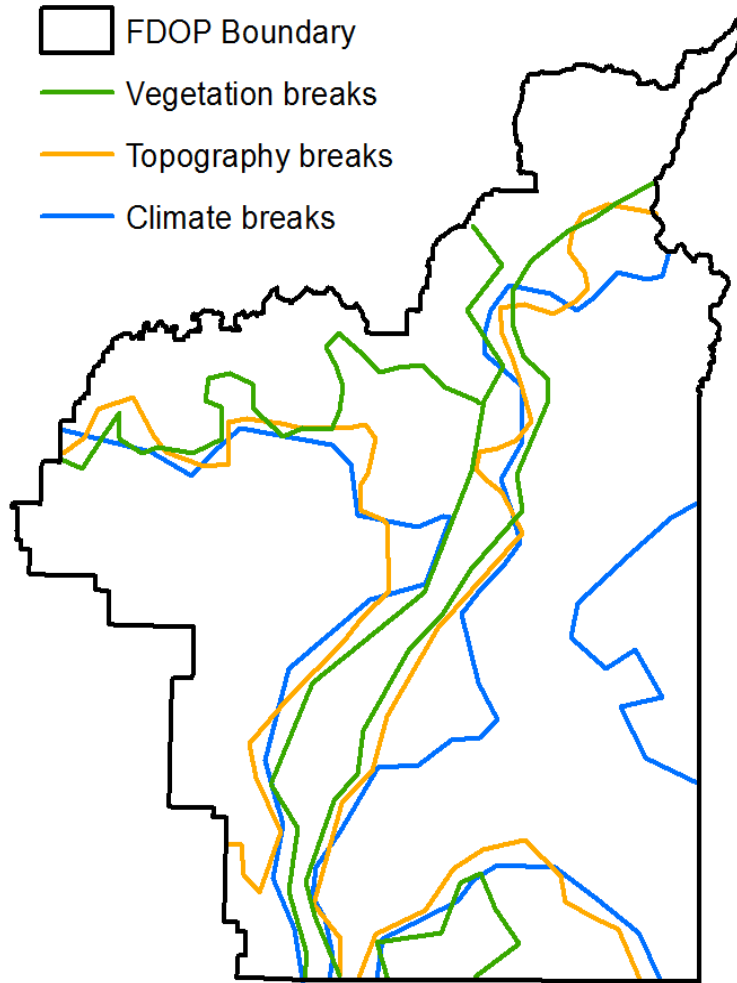 FDOP Boundary
Vegetation breaks
Topography breaks
Climate breaks